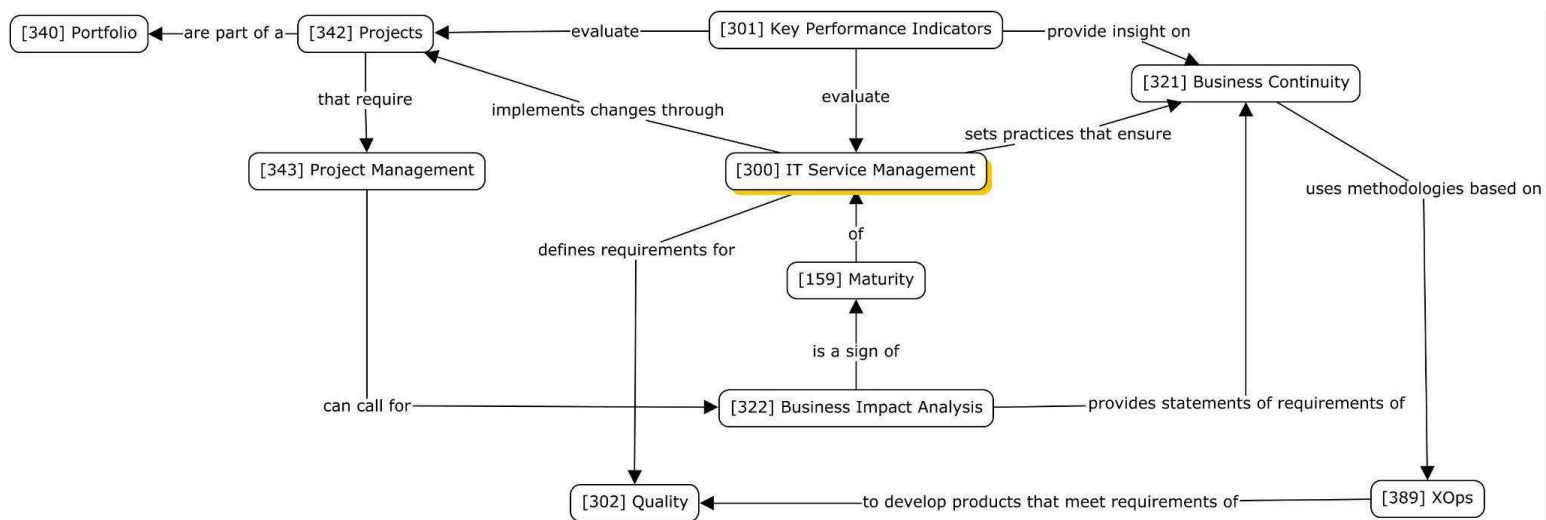 [340] Portfolio
are part of a
[342] Projects
evaluate
[301] Key Performance Indicators
provide insight on
[321] Business Continuity
that require
implements changes through
evaluate
sets practices that ensure
[343] Project Management
[300] IT Service Management
uses methodologies based on
defines requirements for
of
[159] Maturity
is a sign of
can call for
[322] Business Impact Analysis
provides statements of requirements of
[302] Quality
to develop products that meet requirements of
[389] XOps